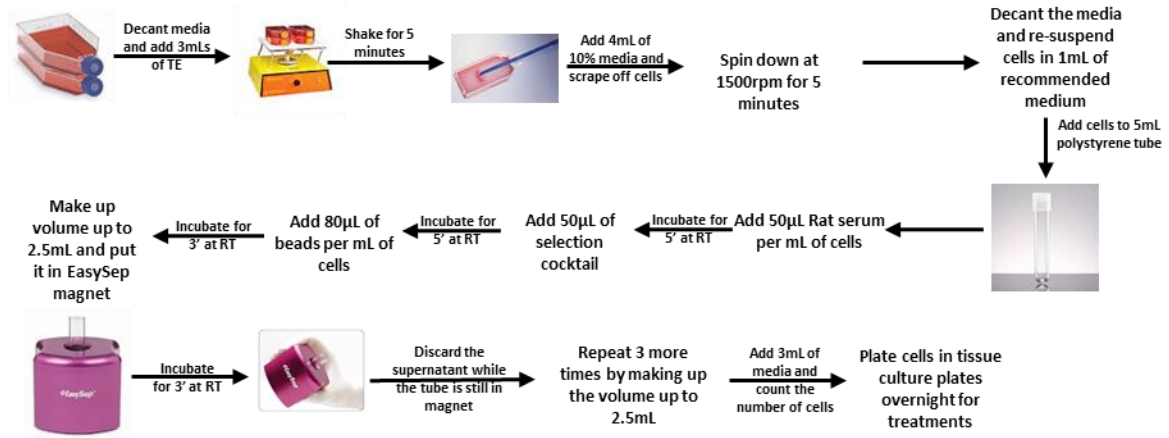 Decant media
and add 3mLs
of TE
Shake for 5
minutes
Add 4mL of
10% media and
scrape off cells
Spin down at
1500rpm for 5
minutes
Decant the media
and re-suspend
cells in 1mL of
recommended
medium
Add cells to 5mL
polystyrene tube
Add 50µL Rat serum
per mL of cells
Incubate for
5’ at RT
Add 50µL of
selection
cocktail
Incubate for
5’ at RT
Add 80µL of
beads per mL of
cells
Incubate for
3’ at RT
Make up
volume up to
2.5mL and put
it in EasySep
magnet
EasySep
Incubate
for 3’ at RT
EasySep
Discard the
supernatant while
the tube is still in
magnet
Repeat 3 more
times by making up
the volume up to
2.5mL
Add 3mL of
media and
count the
number of cells
Plate cells in tissue
culture plates
overnight for
treatments